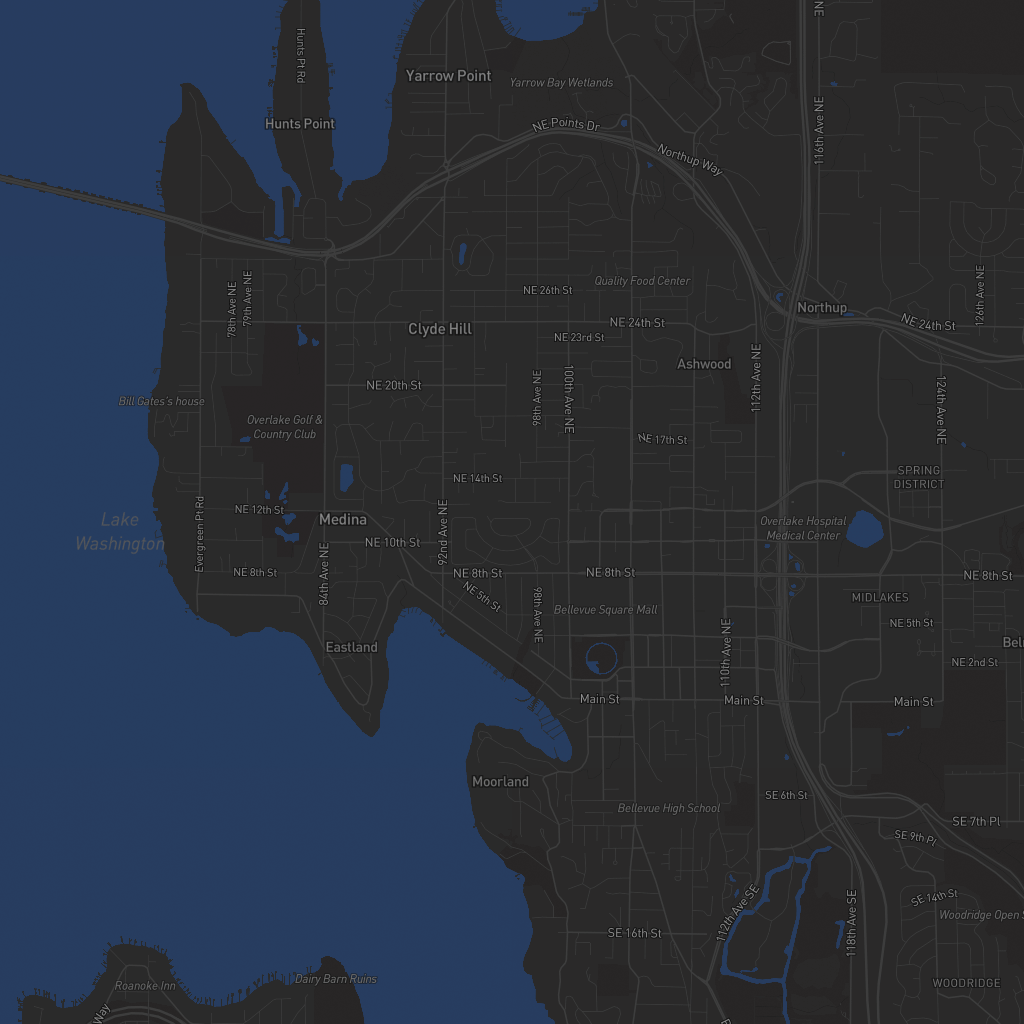 NE
Hunts Pt Rd
Yarrow Point
Yarrow Bay Wetlands
Hunts Point
NE Points Dr
116th Ave NE
Northup Way
78th Ave NE
79th Ave NE
NE 26th St
Quality Food Center
126th Ave NE
Northup
NE 24th St
NE 24th St
Clyde Hill
NE 23rd St
Ashwood
112th Ave NE
NE 20th St
98th Ave NE
100th Ave NE
124th Ave NE
Bill Gates's house
Overlake Golf &
Country Club
NE 17th St
SPRING
DISTRICT
NE 14th St
Evergreen Pt Rd
NE 12th St
Medina
92nd Ave NE
Lake
Washington
Overlake Hospital
Medical Center
NE 10th St
NE 8th St
84th Ave NE
NE 8th St
NE 8th St
NE 8th St
NE 5th St
98th Ave NE
Bellevue Square Mall
MIDLAKES
NE 5th St
110th Ave NE
Eastland
NE 2nd St
Main St
Main St
Main St
Moorland
SE 6th St
Bellevue High School
SE 7th Pl
SE 9th Pl
SE 14th St
Woodridge Open S
112th Ave SE
118th Ave SE
SE 16th St
Roanoke Inn
Dairy Barn Ruins
WOODRIDGE
Way